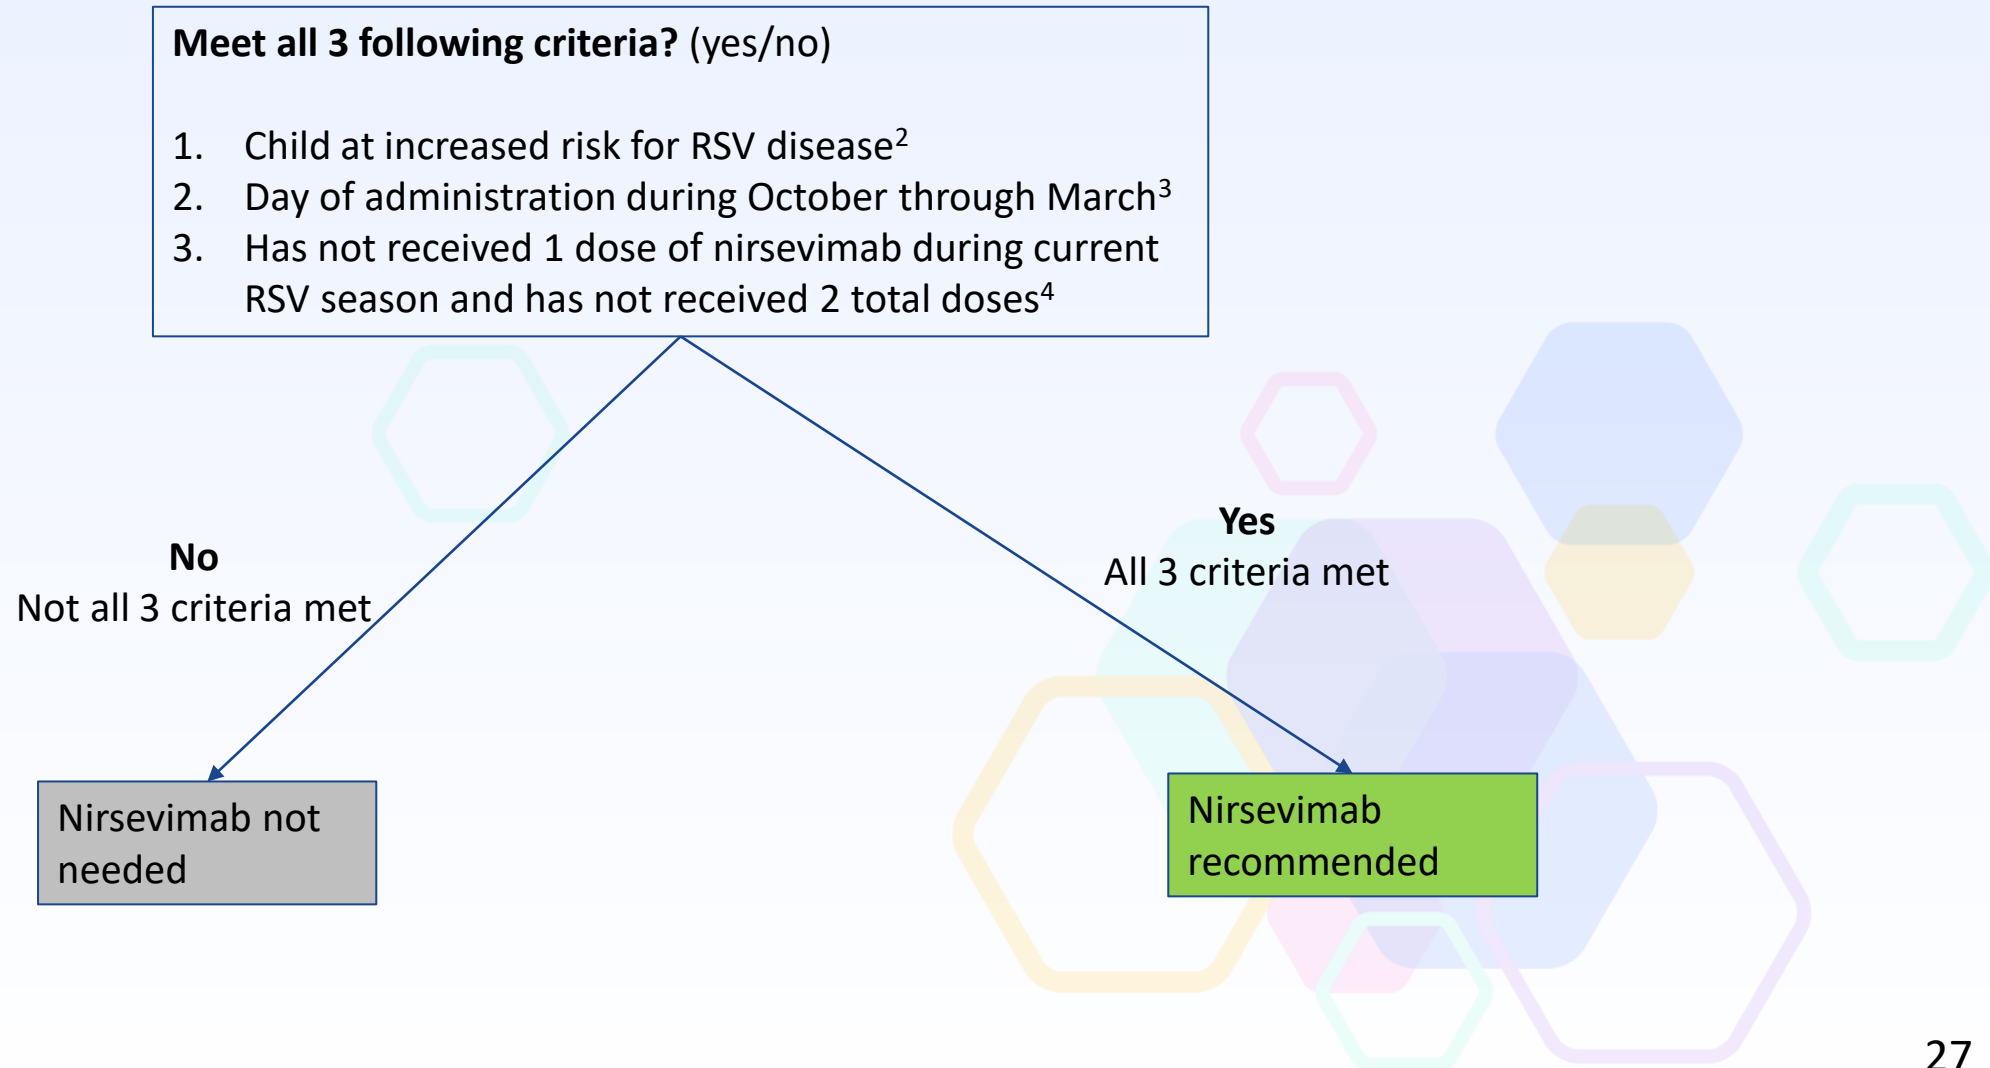 Meet all 3 following criteria? (yes/no)
1. Child at increased risk for RSV disease²
2. Day of administration during October through March³
3. Has not received 1 dose of nirsevimab during current
RSV season and has not received 2 total doses⁴
No
Not all 3 criteria met
Yes
All 3 criteria met
Nirsevimab not
needed
Nirsevimab
recommended
27